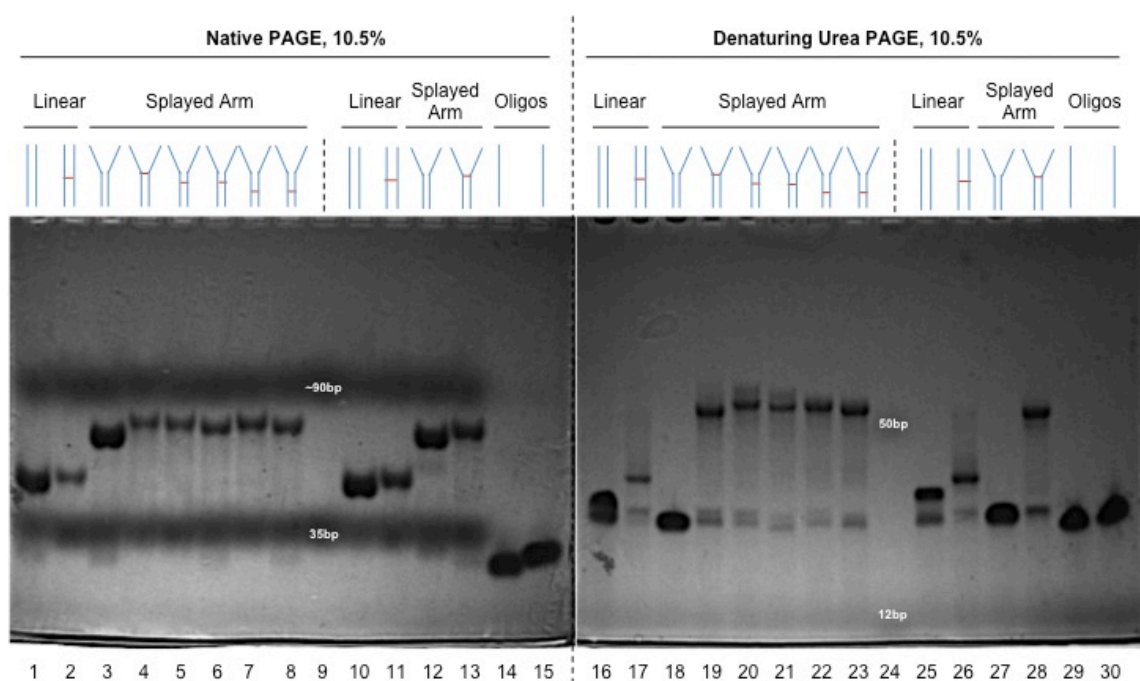 Native PAGE, 10.5%
Denaturing Urea PAGE, 10.5%
Linear
Splayed Arm
Linear
Splayed
Arm
Oligos
Linear
Splayed Arm
Linear
Splayed
Arm
Oligos
~90bp
50bp
35bp
12bp
1 2 3 4 5 6 7 8 9 10 11 12 13 14 15 16 17 18 19 20 21 22 23 24 25 26 27 28 29 30